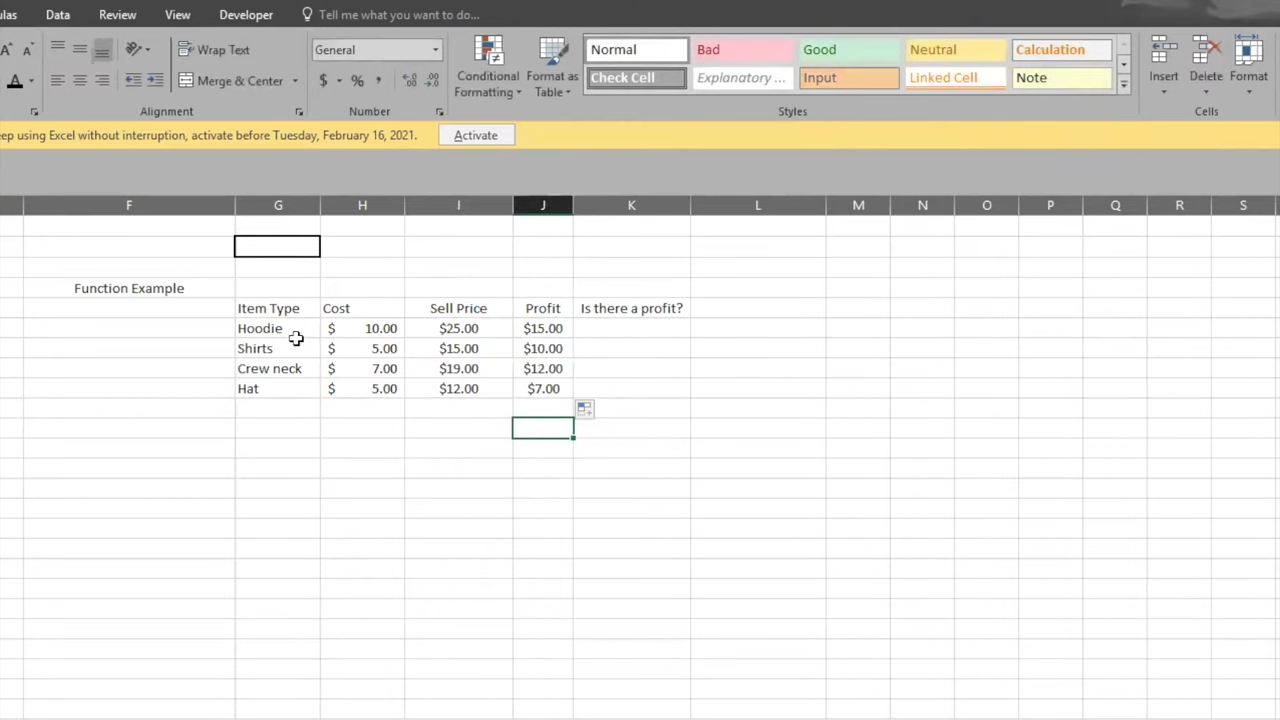 ulas Data Review View Developer Tell me what you want to do...
A A Wrap Text General Normal Bad Good Neutral Calculation
A Merge & Center $ % , Conditional Formatting Format as Table Check Cell Explanatory ... Input Linked Cell Note Insert Delete Format
Alignment Number Styles Cells
eep using Excel without interruption, activate before Tuesday, February 16, 2021. Activate
F G H I J K L M N O P Q R S
Function Example
Item Type Cost Sell Price Profit Is there a profit?
Hoodie $ 10.00 $25.00 $15.00
Shirts $ 5.00 $15.00 $10.00
Crew neck $ 7.00 $19.00 $12.00
Hat $ 5.00 $12.00 $7.00